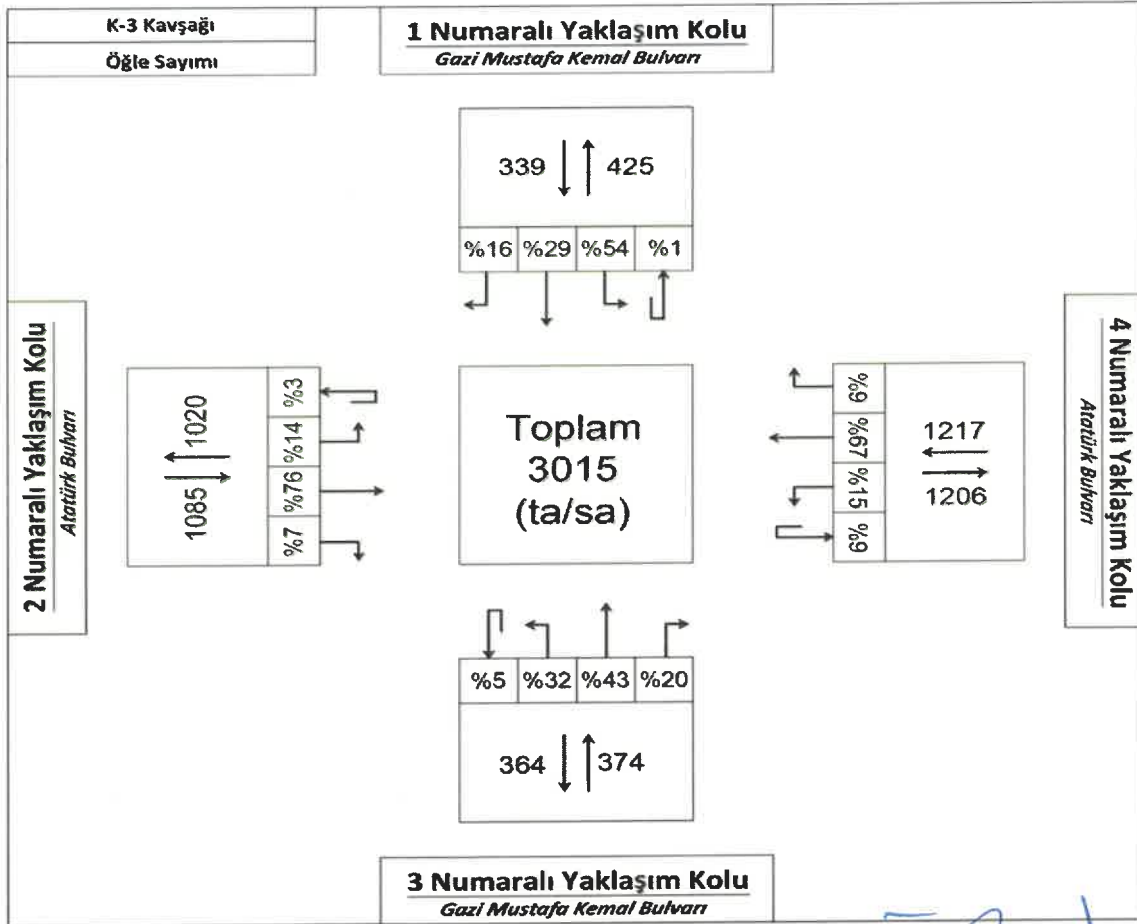 K-3 Kavşağı
Öğle Sayımı
1 Numaralı Yaklaşım Kolu
Gazi Mustafa Kemal Bulvarı
339 425
%16 %29 %54 %1
2 Numaralı Yaklaşım Kolu
Atatürk Bulvarı
1020
1085
%3
%14
%76
%7
Toplam
3015
(ta/sa)
%9
%67
%15
%9
1217
1206
4 Numaralı Yaklaşım Kolu
Atatürk Bulvarı
%5 %32 %43 %20
364 374
3 Numaralı Yaklaşım Kolu
Gazi Mustafa Kemal Bulvarı